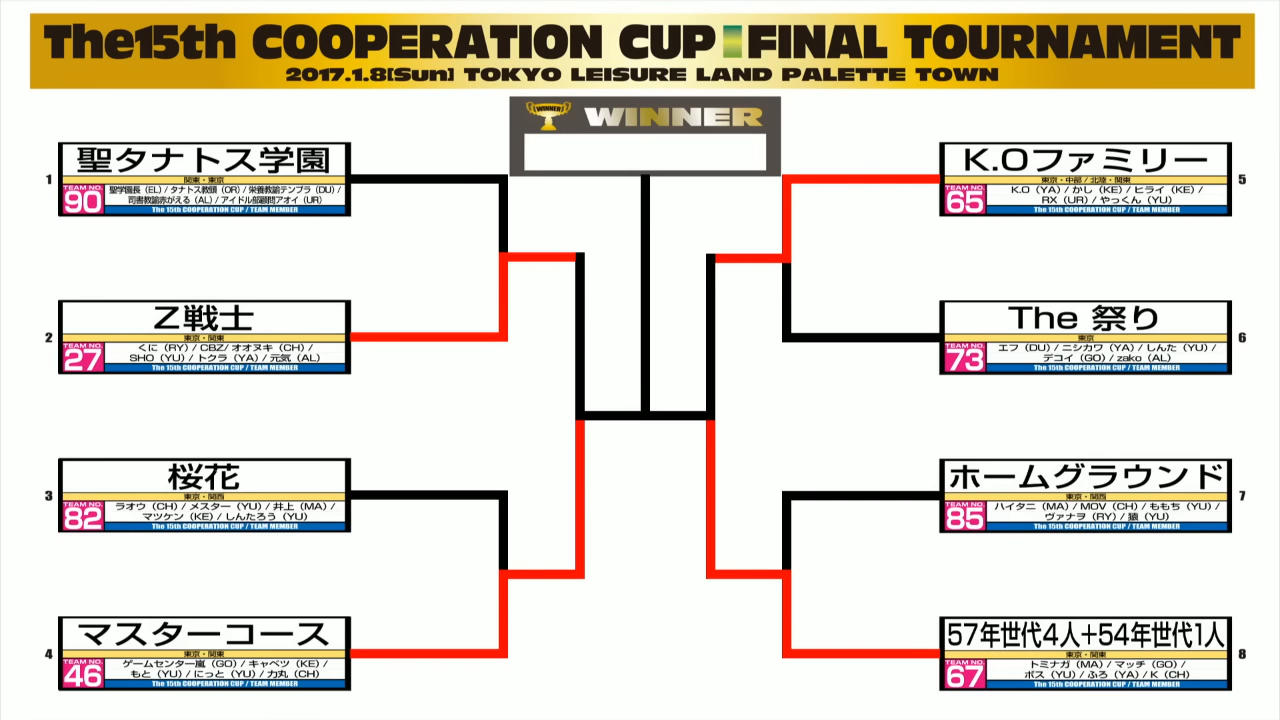 The15th COOPERATION CUP FINAL TOURNAMENT
2017.1.8[Sun] TOKYO LEISURE LAND PALETTE TOWN
WINNER
WINNER
1
聖タナトス学園
関東・東京
TEAM NO.
90
聖学園長（EL）/ タナトス教頭（OR）/ 栄養教諭テンプラ（DU）/
司書教諭赤がえる（AL）/ アイドル部顧問アオイ（UR）
The 15th COOPERATION CUP / TEAM MEMBER
2
Z戦士
東京・関東
TEAM NO.
27
くに（RY）/ CBZ/ オオヌキ（CH）/
SHO（YU）/ トクラ（YA）/ 元気（AL）
The 15th COOPERATION CUP / TEAM MEMBER
3
桜花
東京・関西
TEAM NO.
82
ラオウ（CH）/ メスター（YU）/ 井上（MA）/
マツケン（KE）/ しんたろう（YU）
The 15th COOPERATION CUP / TEAM MEMBER
4
マスターコース
東京・関東
TEAM NO.
46
ゲームセンター嵐（GO）/ キャベツ（KE）/
もと（YU）/ にっと（YU）/ 力丸（CH）
The 15th COOPERATION CUP / TEAM MEMBER
5
K.Oファミリー
東京・中部 / 北陸・関東
TEAM NO.
65
K.O（YA）/ かし（KE）/ ヒライ（KE）/
RX（UR）/ やっくん（YU）
The 15th COOPERATION CUP / TEAM MEMBER
6
The 祭り
東京
TEAM NO.
73
エフ（DU）/ ニシカワ（YA）/ しんた（YU）/
デコイ（GO）/ zako（AL）
The 15th COOPERATION CUP / TEAM MEMBER
7
ホームグラウンド
東京・関西
TEAM NO.
85
ハイタニ（MA）/ MOV（CH）/ ももち（YU）/
ヴァナヲ（RY）/ 猿（YU）
The 15th COOPERATION CUP / TEAM MEMBER
8
57年世代4人+54年世代1人
東京・関東
TEAM NO.
67
トミナガ（MA）/ マッチ（GO）/
ボス（YU）/ ふろ（YA）/ K（CH）
The 15th COOPERATION CUP / TEAM MEMBER